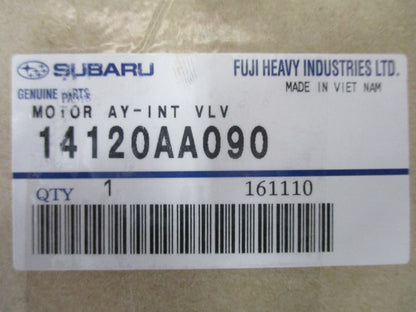 SUBARU FUJI HEAVY INDUSTRIES LTD.
GENUINE PARTS MADE IN VIET NAM
MOTOR AY-INT VLV
14120AA090
QTY 1 161110